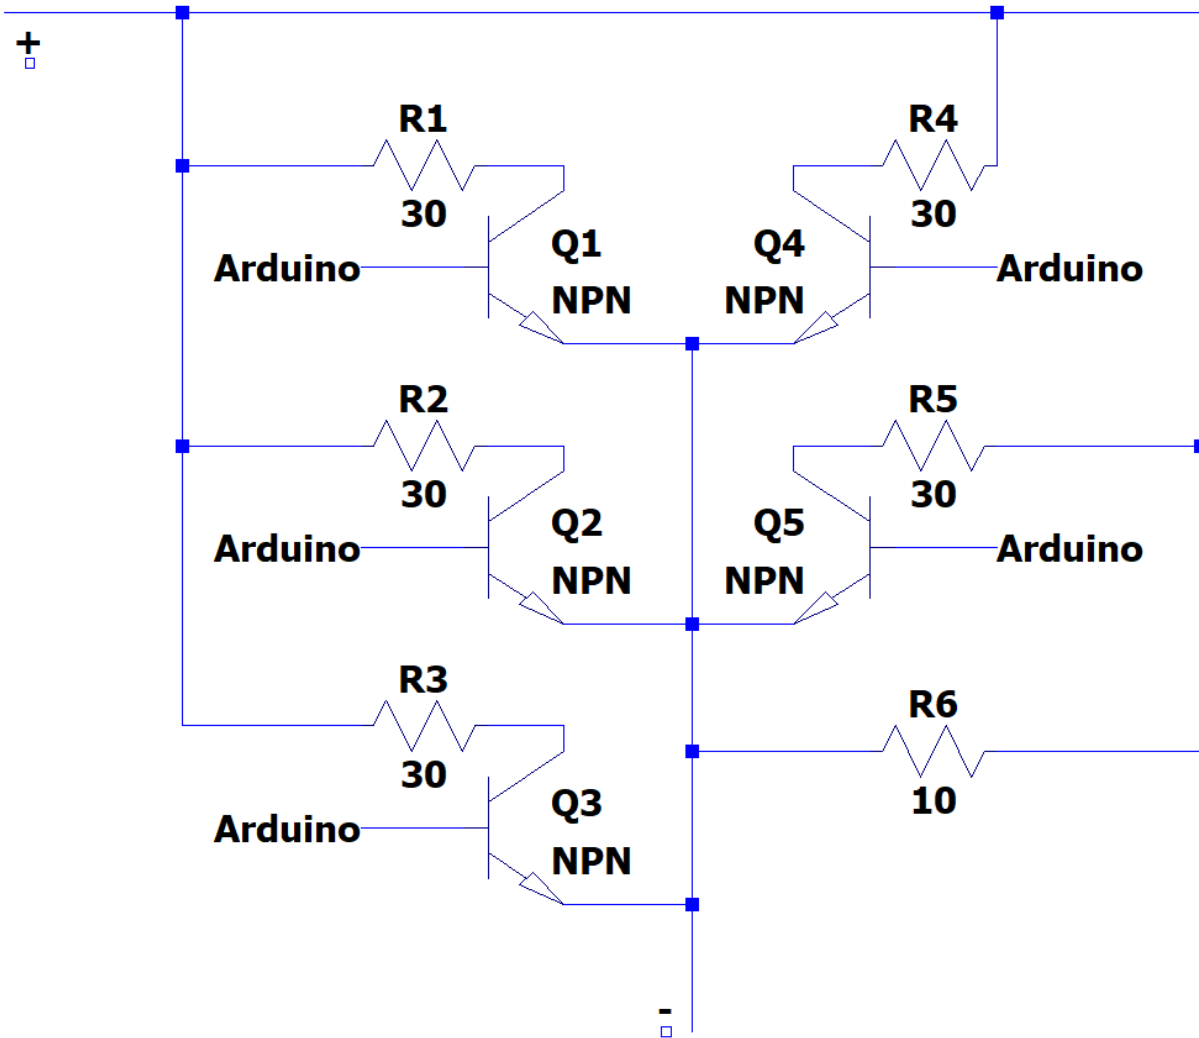 +
R1
30
Arduino
Q1
NPN
R4
30
Q4
NPN
Arduino
R2
30
Arduino
Q2
NPN
R5
30
Q5
NPN
Arduino
R3
30
Arduino
Q3
NPN
R6
10
-